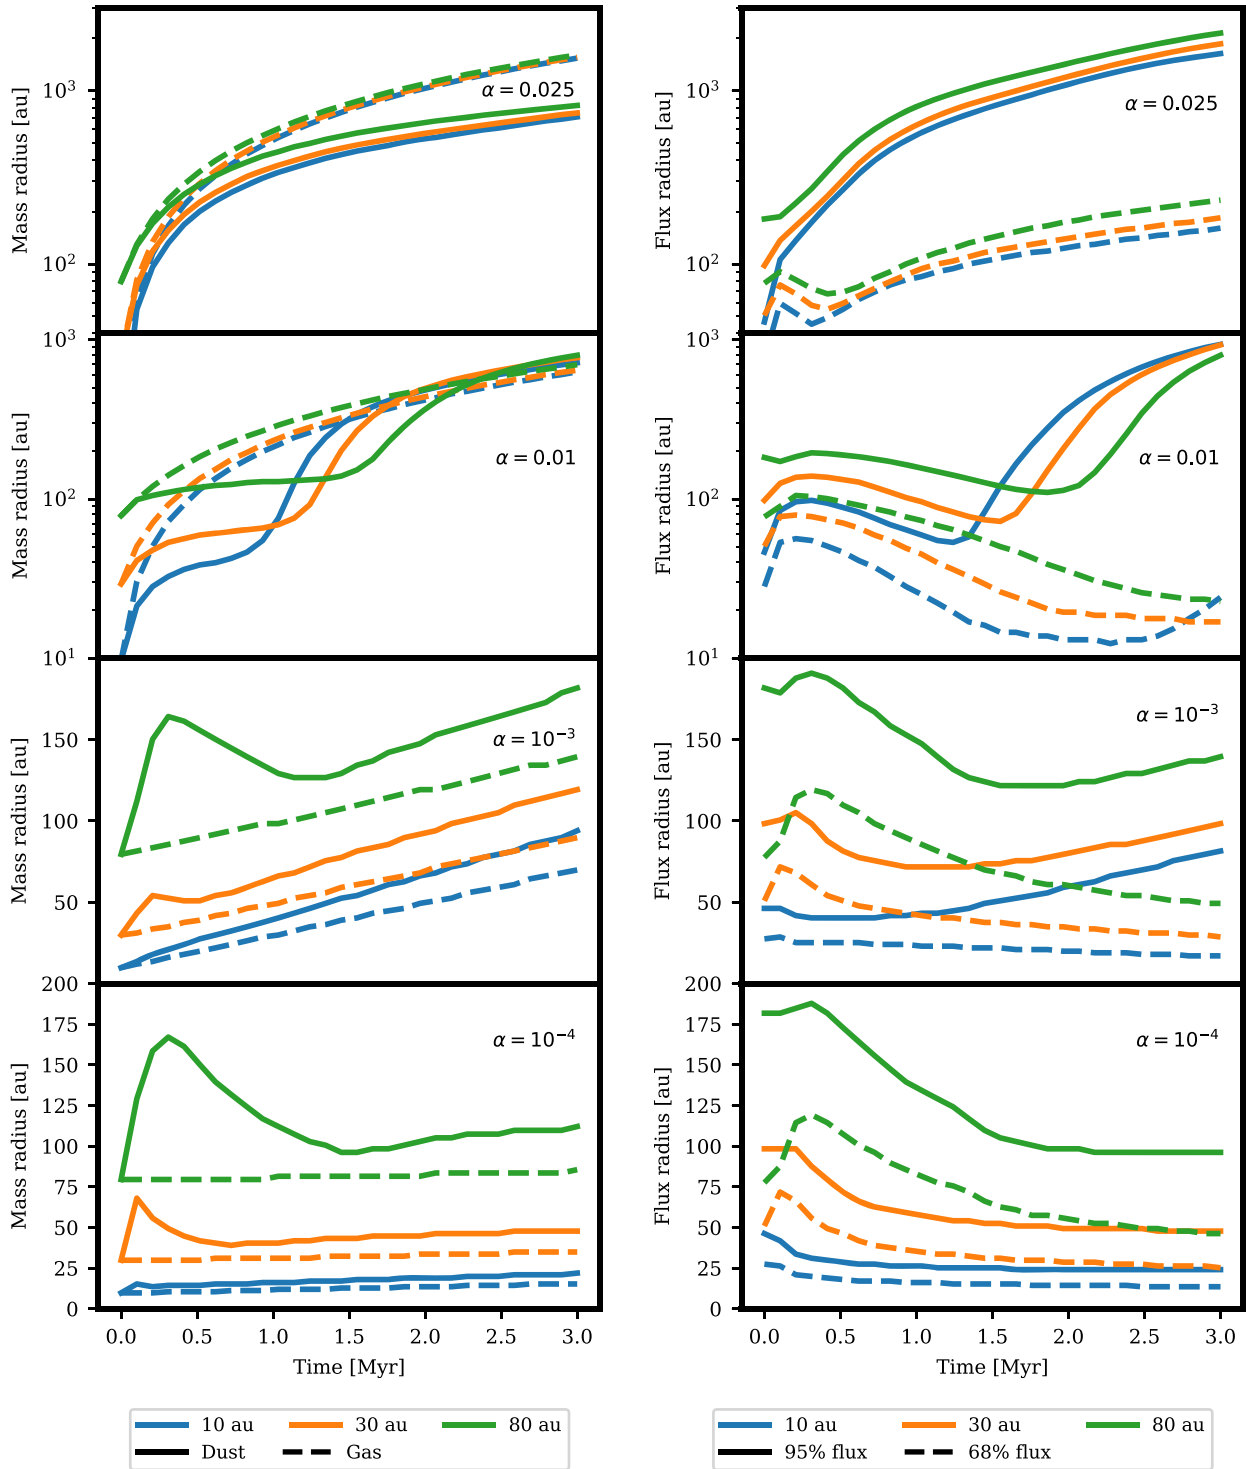 Mass radius [au]
10³
10²
α = 0.025
Flux radius [au]
10³
10²
α = 0.025
Mass radius [au]
10³
10²
10¹
α = 0.01
Flux radius [au]
10³
10²
10¹
α = 0.01
Mass radius [au]
150
100
50
α = 10⁻³
Flux radius [au]
150
100
50
α = 10⁻³
Mass radius [au]
200
175
150
125
100
75
50
25
0
α = 10⁻⁴
Flux radius [au]
200
175
150
125
100
75
50
25
0
α = 10⁻⁴
0.0 0.5 1.0 1.5 2.0 2.5 3.0
Time [Myr]
0.0 0.5 1.0 1.5 2.0 2.5 3.0
Time [Myr]
10 au 30 au 80 au
Dust Gas
10 au 30 au 80 au
95% flux 68% flux